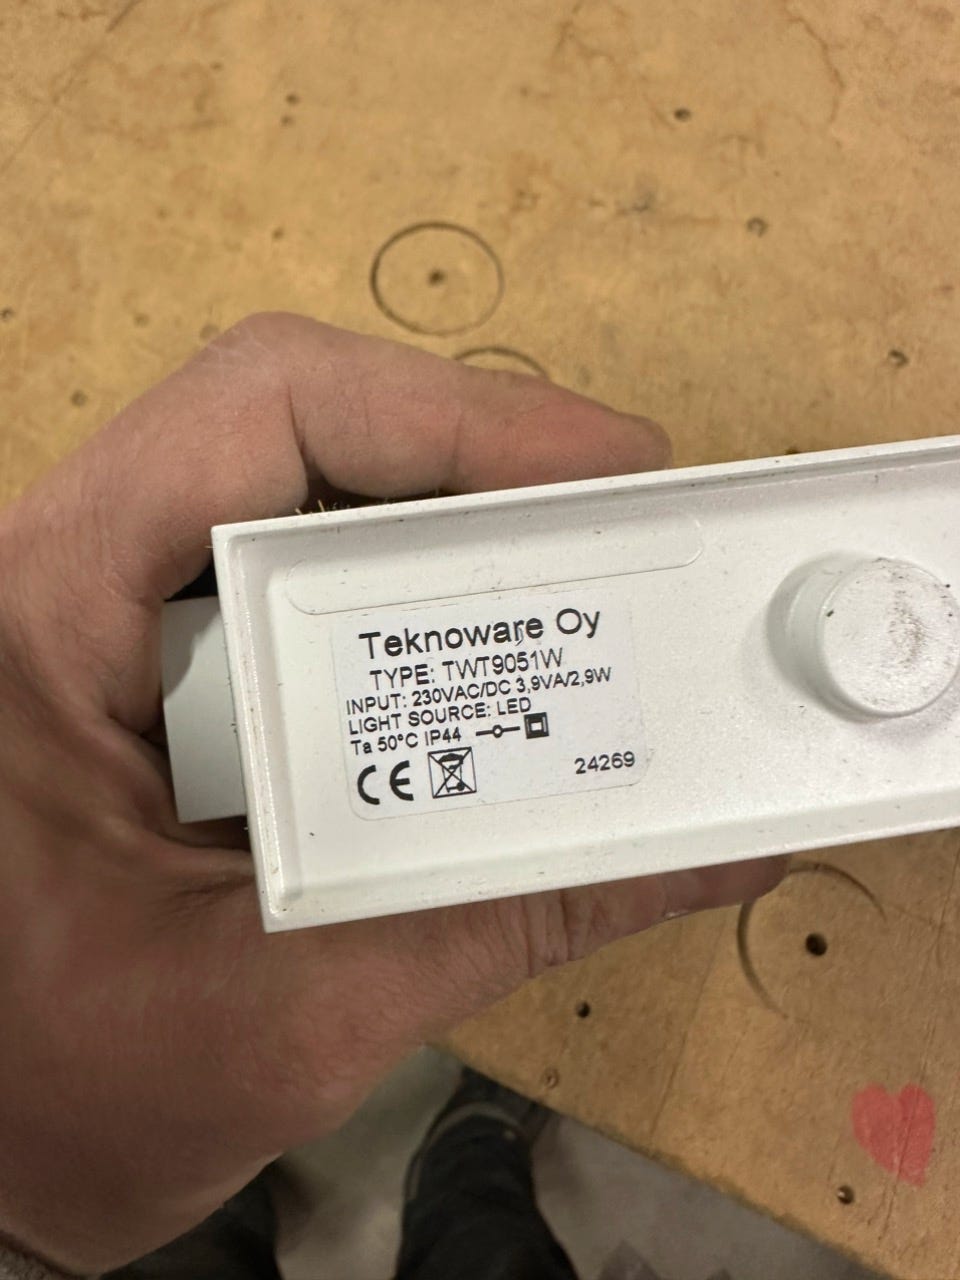 Teknoware Oy
TYPE: TWT9051W
INPUT: 230VAC/DC 3,9VA/2,9W
LIGHT SOURCE: LED
Ta 50°C IP44
CE
24269